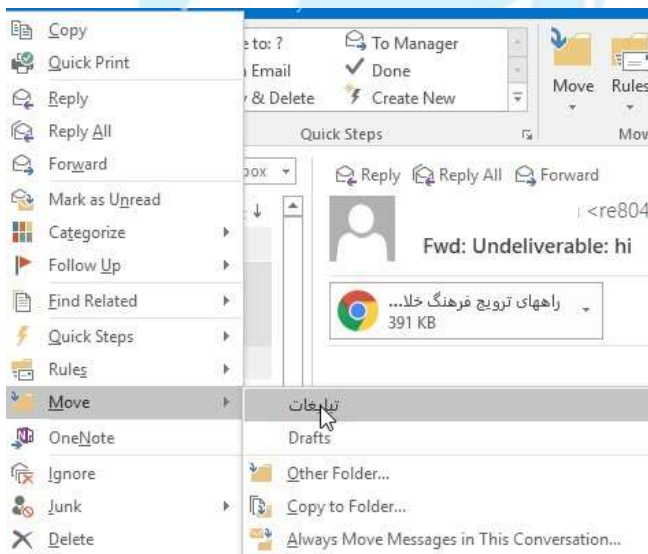 Copy
Quick Print
Reply
Reply All
Forward
Mark as Unread
Categorize
Follow Up
Find Related
Quick Steps
Rules
Move
OneNote
Ignore
Junk
Delete
to: ?
To Manager
Email
Done
& Delete
Create New
Quick Steps
Move
Rules
Reply
Reply All
Forward
<re804
Fwd: Undeliverable: hi
راههای ترویج فرهنگ خلا...
391 KB
تبلیغات
Drafts
Other Folder...
Copy to Folder...
Always Move Messages in This Conversation...